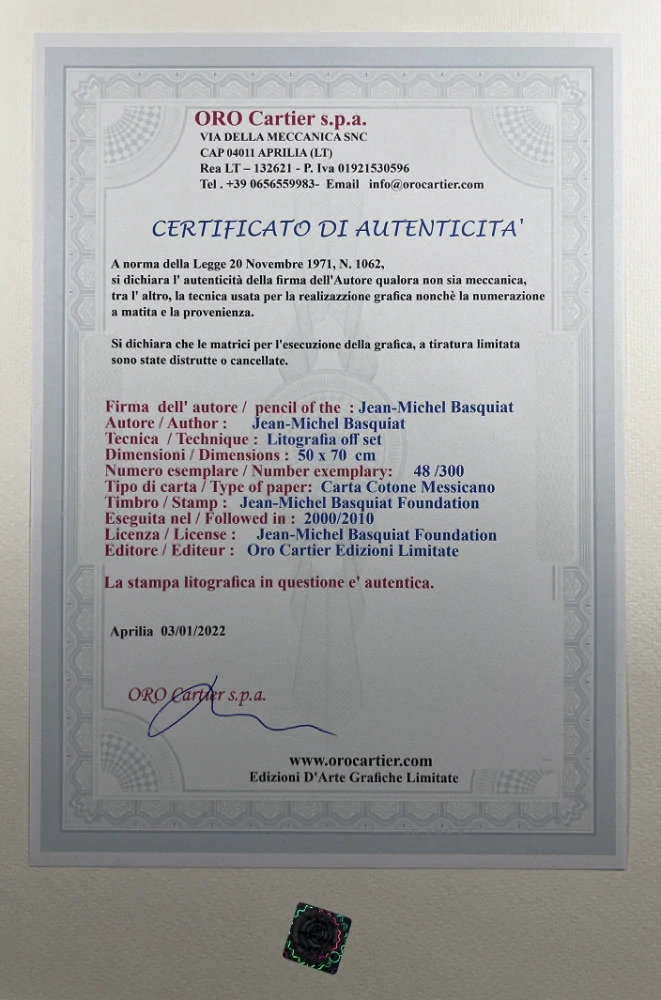 ORO Cartier s.p.a.
VIA DELLA MECCANICA SNC
CAP 04011 APRILIA (LT)
Rea LT – 132621 - P. Iva 01921530596
Tel . +39 0656559983- Email info@orocartier.com
CERTIFICATO DI AUTENTICITA'
A norma della Legge 20 Novembre 1971, N. 1062,
si dichiara l' autenticità della firma dell'Autore qualora non sia meccanica,
tra l' altro, la tecnica usata per la realizazzione grafica nonchè la numerazione
a matita e la provenienza.
Si dichiara che le matrici per l'esecuzione della grafica, a tiratura limitata
sono state distrutte o cancellate.
Firma dell' autore / pencil of the : Jean-Michel Basquiat
Autore / Author : Jean-Michel Basquiat
Tecnica / Technique : Litografia off set
Dimensioni / Dimensions : 50 x 70 cm
Numero esemplare / Number exemplary: 48 /300
Tipo di carta / Type of paper: Carta Cotone Messicano
Timbro / Stamp : Jean-Michel Basquiat Foundation
Eseguita nel / Followed in : 2000/2010
Licenza / License : Jean-Michel Basquiat Foundation
Editore / Editeur : Oro Cartier Edizioni Limitate
La stampa litografica in questione e' autentica.
Aprilia 03/01/2022
ORO Cartier s.p.a.
www.orocartier.com
Edizioni D'Arte Grafiche Limitate